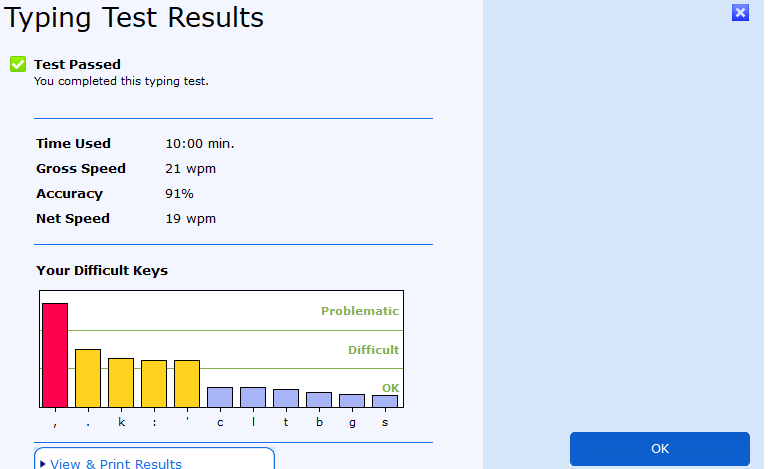 Typing Test Results
Test Passed
You completed this typing test.
Time Used 10:00 min.
Gross Speed 21 wpm
Accuracy 91%
Net Speed 19 wpm
Your Difficult Keys
Problematic
Difficult
OK
, . k : ' c l t b g s
View & Print Results
OK